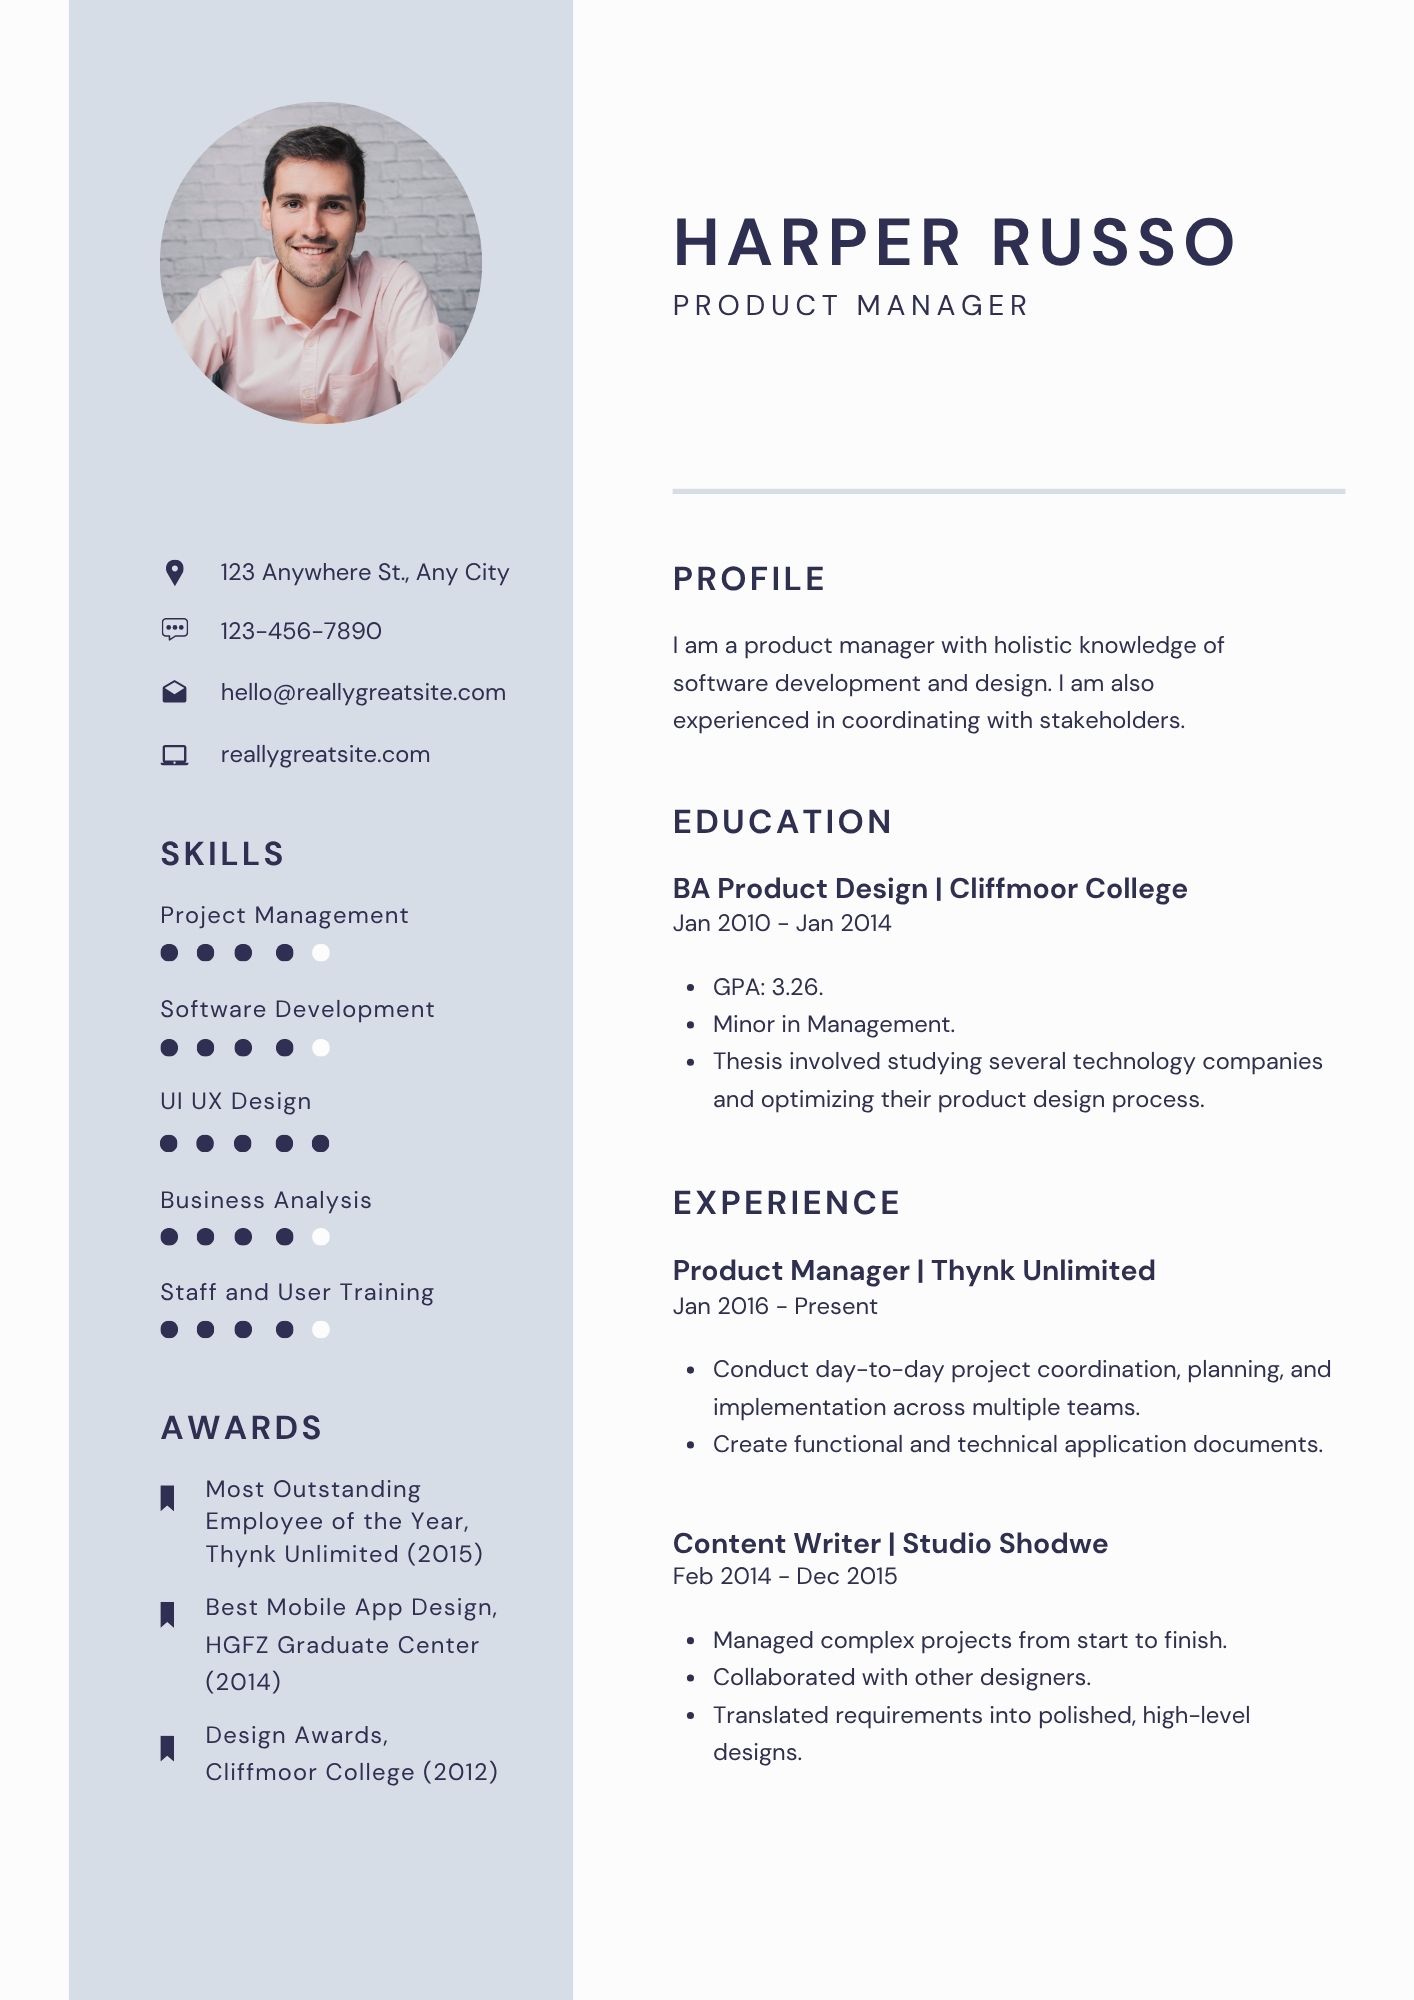 HARPER RUSSO
PRODUCT MANAGER
123 Anywhere St., Any City
123-456-7890
hello@reallygreatsite.com
reallygreatsite.com
SKILLS
Project Management
Software Development
UI UX Design
Business Analysis
Staff and User Training
AWARDS
Most Outstanding
Employee of the Year,
Thynk Unlimited (2015)
Best Mobile App Design,
HGFZ Graduate Center
(2014)
Design Awards,
Cliffmoor College (2012)
PROFILE
I am a product manager with holistic knowledge of
software development and design. I am also
experienced in coordinating with stakeholders.
EDUCATION
BA Product Design | Cliffmoor College
Jan 2010 - Jan 2014
• GPA: 3.26.
• Minor in Management.
• Thesis involved studying several technology companies
and optimizing their product design process.
EXPERIENCE
Product Manager | Thynk Unlimited
Jan 2016 - Present
• Conduct day-to-day project coordination, planning, and
implementation across multiple teams.
• Create functional and technical application documents.
Content Writer | Studio Shodwe
Feb 2014 - Dec 2015
• Managed complex projects from start to finish.
• Collaborated with other designers.
• Translated requirements into polished, high-level
designs.